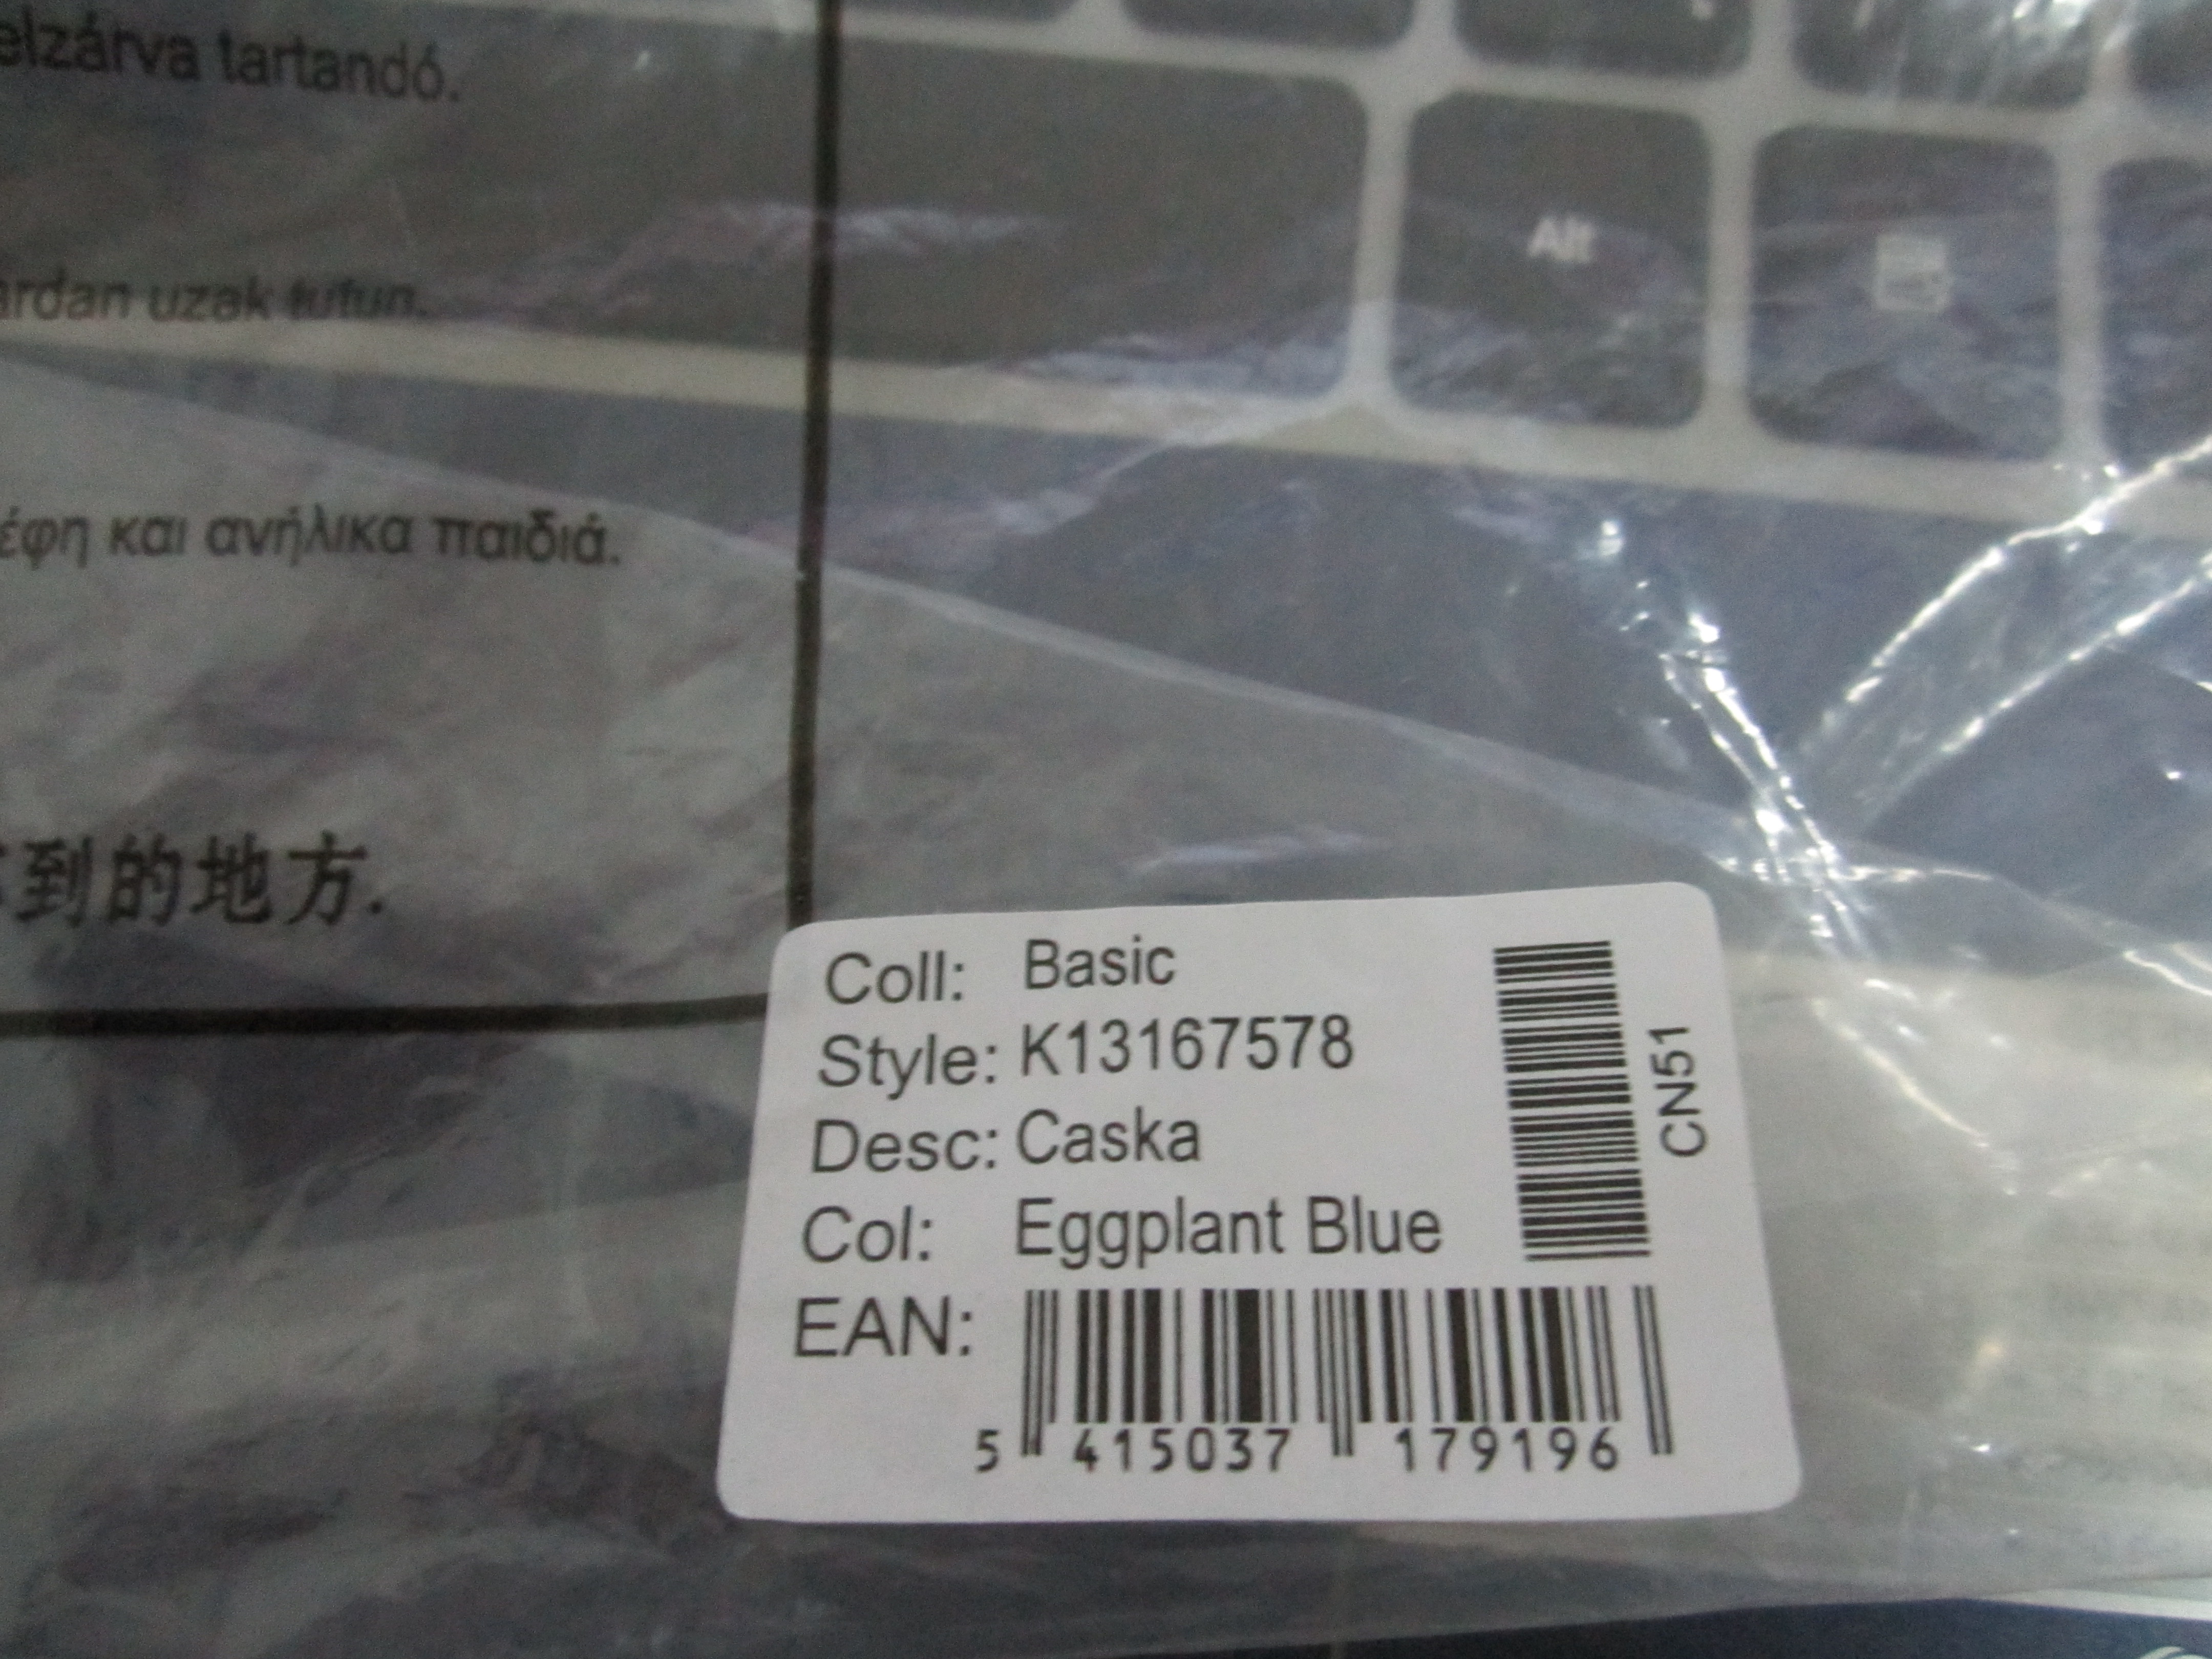 elzárva tartandó.
ardan uzak tutun.
Alt
έφη και ανήλικα παιδιά.
到的地方.
Coll: Basic
Style: K13167578
Desc: Caska
Col: Eggplant Blue
EAN:
5 415037 179196
CN51